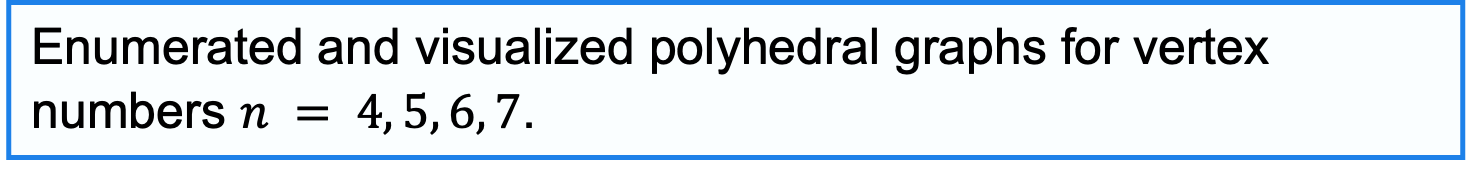 Enumerated and visualized polyhedral graphs for vertex
numbers n = 4, 5, 6, 7.